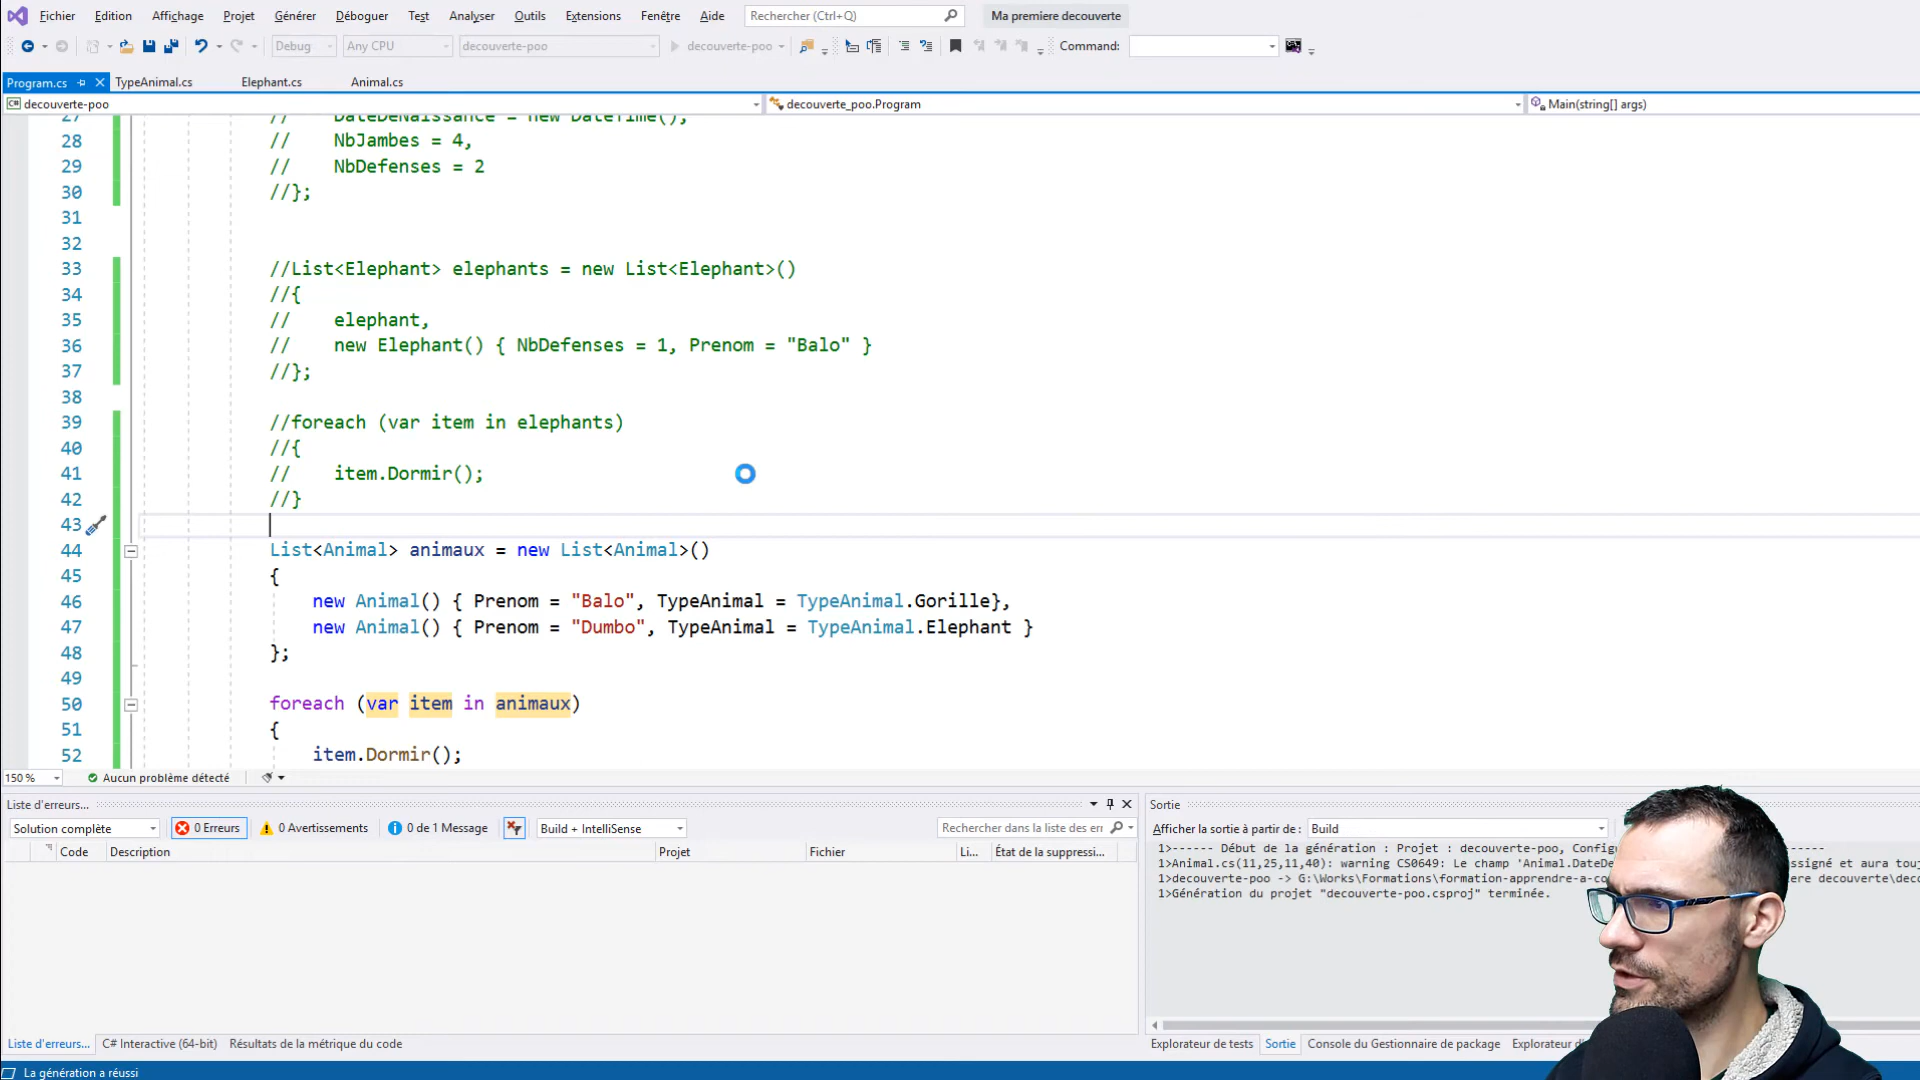 Fichier Edition Affichage Projet Générer Déboguer Test Analyser Outils Extensions Fenêtre Aide Rechercher (Ctrl+Q) Ma premiere decouverte
Debug Any CPU decouverte-poo decouverte-poo Command:
Program.cs TypeAnimal.cs Elephant.cs Animal.cs
decouverte-poo decouverte_poo.Program Main(string[] args)
27 // DateDeNaissance = new DateTime(),
28 // NbJambes = 4,
29 // NbDefenses = 2
30 //};
31
32
33 //List<Elephant> elephants = new List<Elephant>()
34 //{
35 // elephant,
36 // new Elephant() { NbDefenses = 1, Prenom = "Balo" }
37 //};
38
39 //foreach (var item in elephants)
40 //{
41 // item.Dormir();
42 //}
43
44 List<Animal> animaux = new List<Animal>()
45 {
46 new Animal() { Prenom = "Balo", TypeAnimal = TypeAnimal.Gorille},
47 new Animal() { Prenom = "Dumbo", TypeAnimal = TypeAnimal.Elephant }
48 };
49
50 foreach (var item in animaux)
51 {
52 item.Dormir();
150 % Aucun problème détecté
Liste d'erreurs...
Solution complète 0 Erreurs 0 Avertissements 0 de 1 Message Build + IntelliSense Rechercher dans la liste des err
Code Description Projet Fichier Li... État de la suppressi...
Sortie
Afficher la sortie à partir de : Build
1>------ Début de la génération : Projet : decouverte-poo, Config ------
1>Animal.cs(11,25,11,40): warning CS0649: Le champ 'Animal.DateDe assigné et aura touj
1>decouverte-poo -> G:\Works\Formations\formation-apprendre-a-co decouverte\deco
1>Génération du projet "decouverte-poo.csproj" terminée.
Liste d'erreurs... C# Interactive (64-bit) Résultats de la métrique du code
Explorateur de tests Sortie Console du Gestionnaire de package Explorateur
La génération a réussi